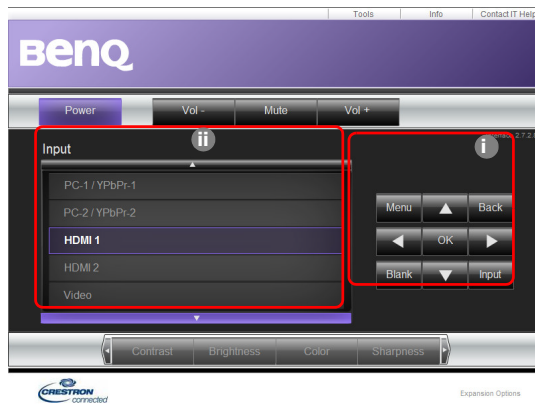 Tools Info Contact IT Help
BenQ
Power Vol - Mute Vol +
ii
i
Input
PC-1 / YPbPr-1
PC-2 / YPbPr-2
HDMI 1
HDMI 2
Video
Menu Back
OK
Blank Input
Contrast Brightness Color Sharpness
CRESTRON
connected
Expansion Options